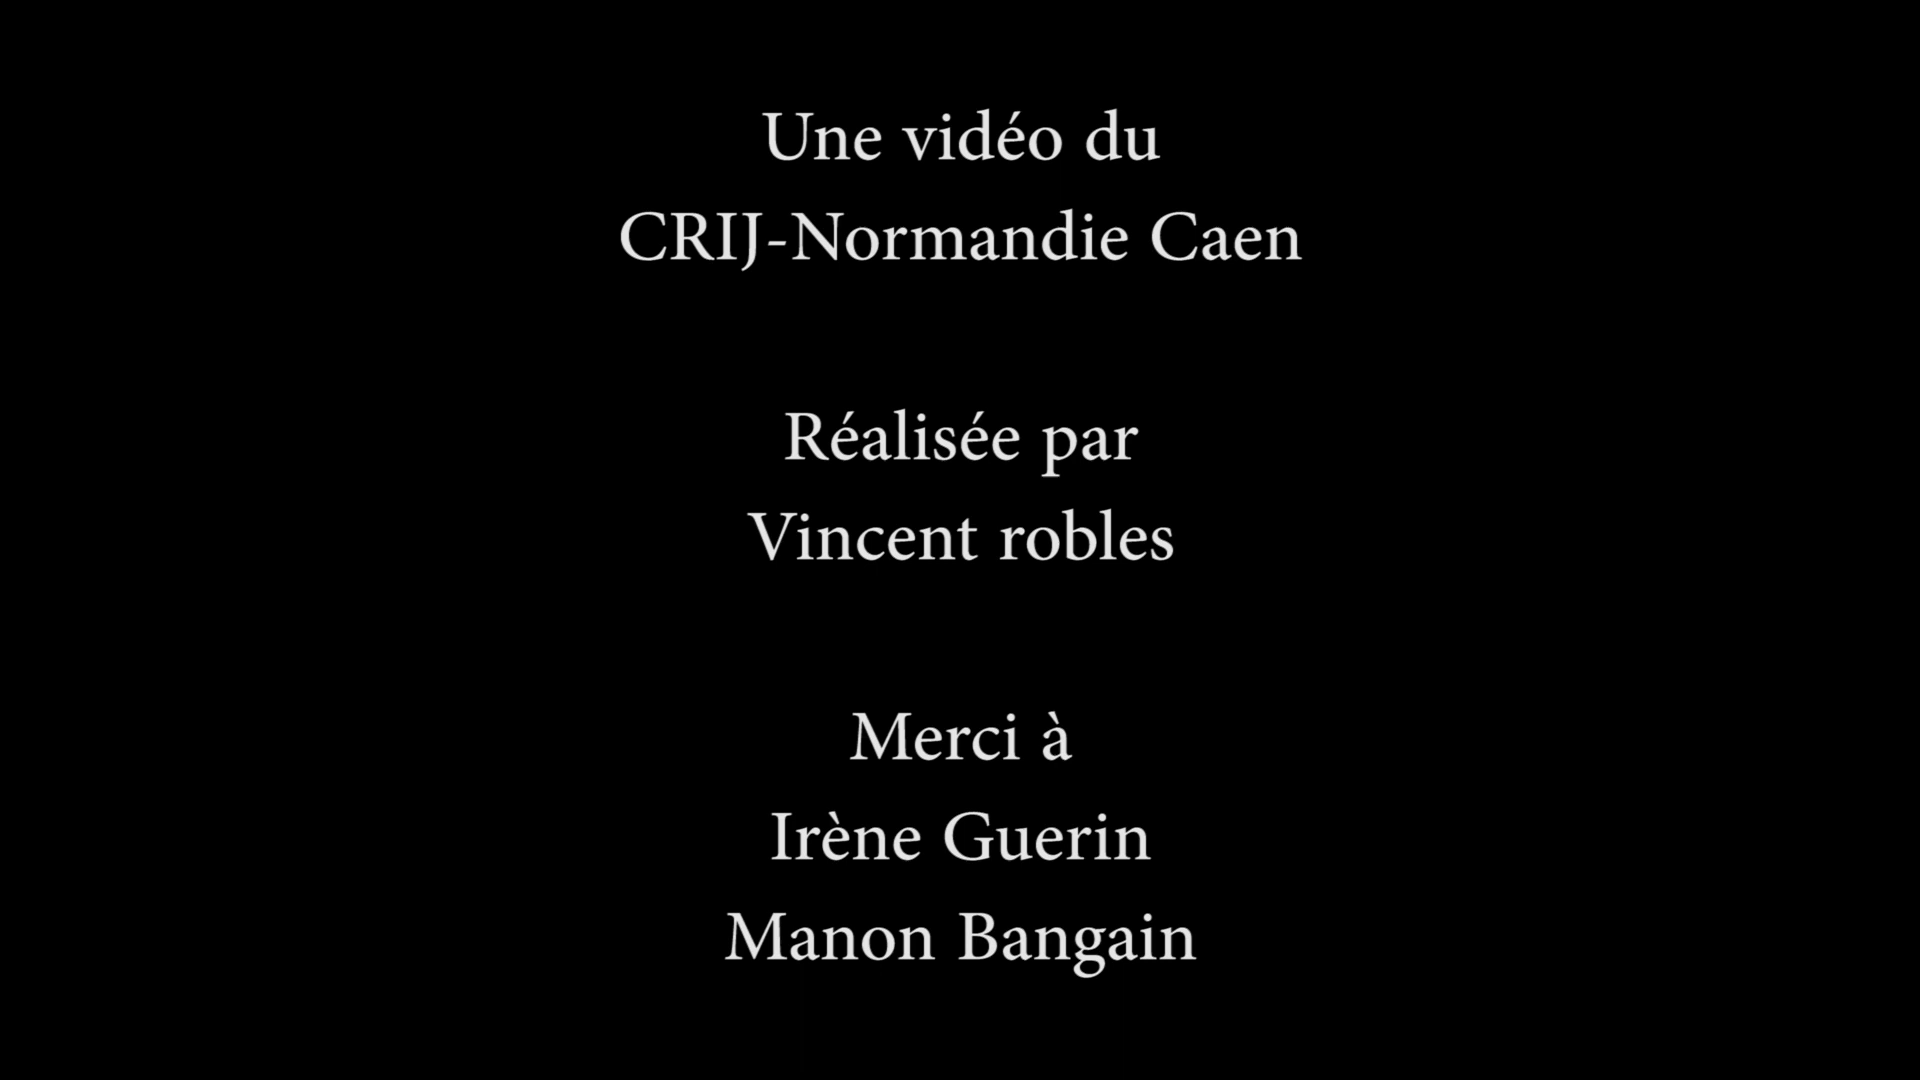 Une vidéo du
CRIJ-Normandie Caen
Réalisée par
Vincent robles
Merci à
Irène Guerin
Manon Bangain